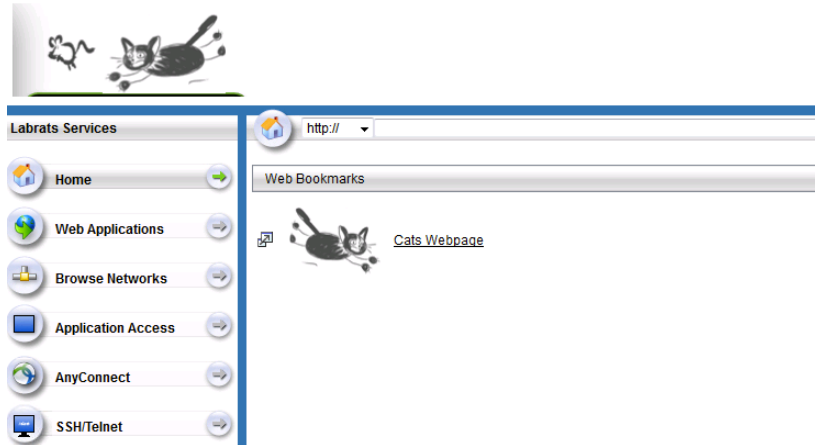 Labrats Services
http://
Home
Web Bookmarks
Web Applications
Cats Webpage
Browse Networks
Application Access
AnyConnect
SSH/Telnet